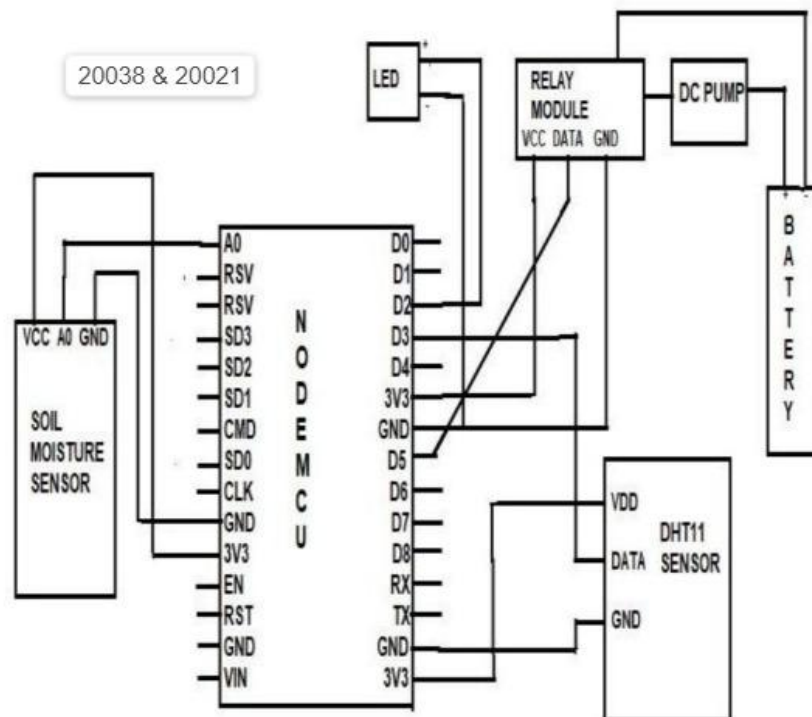 20038 & 20021
LED
+
-
RELAY
MODULE
VCC DATA GND
DC PUMP
+ -
BATTERY
A0
RSV
RSV
SD3
SD2
SD1
CMD
SD0
CLK
GND
3V3
EN
RST
GND
VIN
NODEMCU
D0
D1
D2
D3
D4
3V3
GND
D5
D6
D7
D8
RX
TX
GND
3V3
VCC A0 GND
SOIL
MOISTURE
SENSOR
VDD
DATA
GND
DHT11
SENSOR